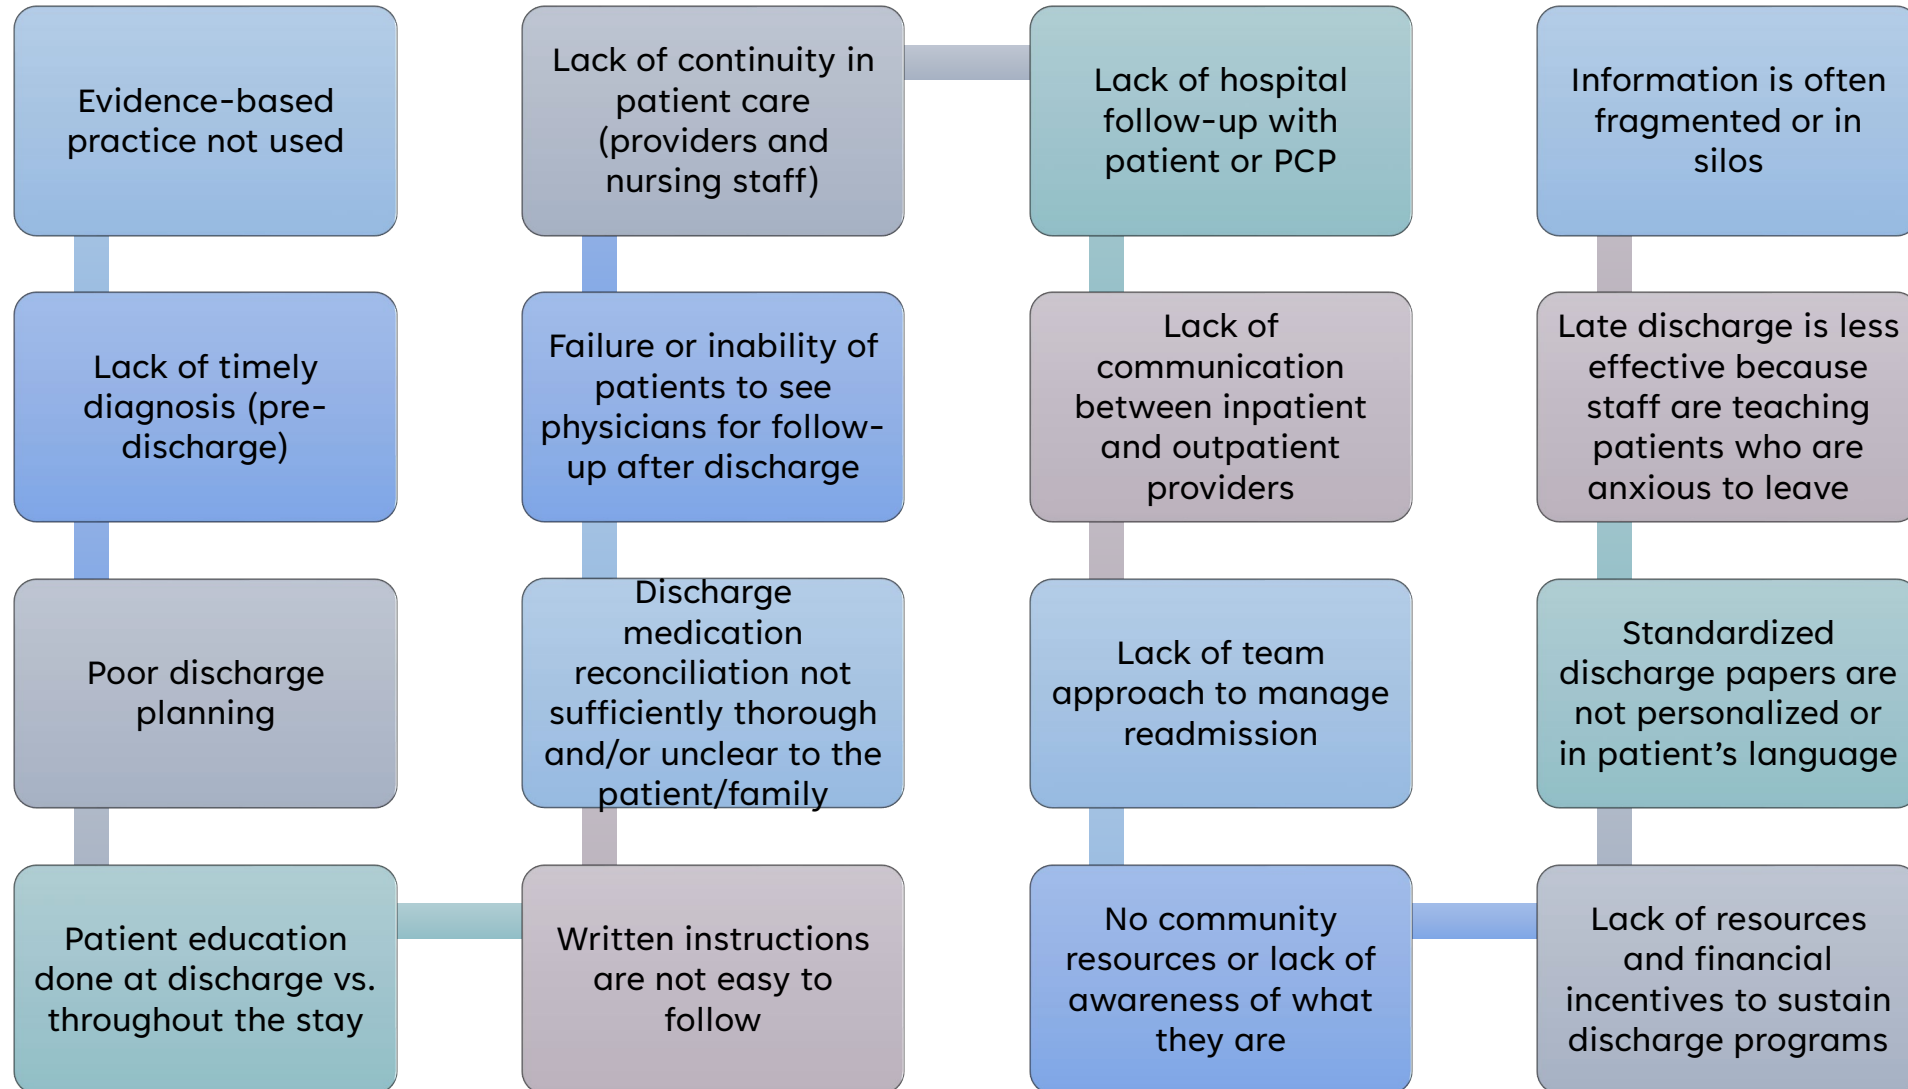 Evidence-based
practice not used
Lack of timely
diagnosis (pre-
discharge)
Poor discharge
planning
Patient education
done at discharge vs.
throughout the stay
Written instructions
are not easy to
follow
Discharge
medication
reconciliation not
sufficiently thorough
and/or unclear to the
patient/family
Failure or inability of
patients to see
physicians for follow-
up after discharge
Lack of continuity in
patient care
(providers and
nursing staff)
Lack of hospital
follow-up with
patient or PCP
Lack of
communication
between inpatient
and outpatient
providers
Lack of team
approach to manage
readmission
No community
resources or lack of
awareness of what
they are
Lack of resources
and financial
incentives to sustain
discharge programs
Standardized
discharge papers are
not personalized or
in patient’s language
Late discharge is less
effective because
staff are teaching
patients who are
anxious to leave
Information is often
fragmented or in
silos